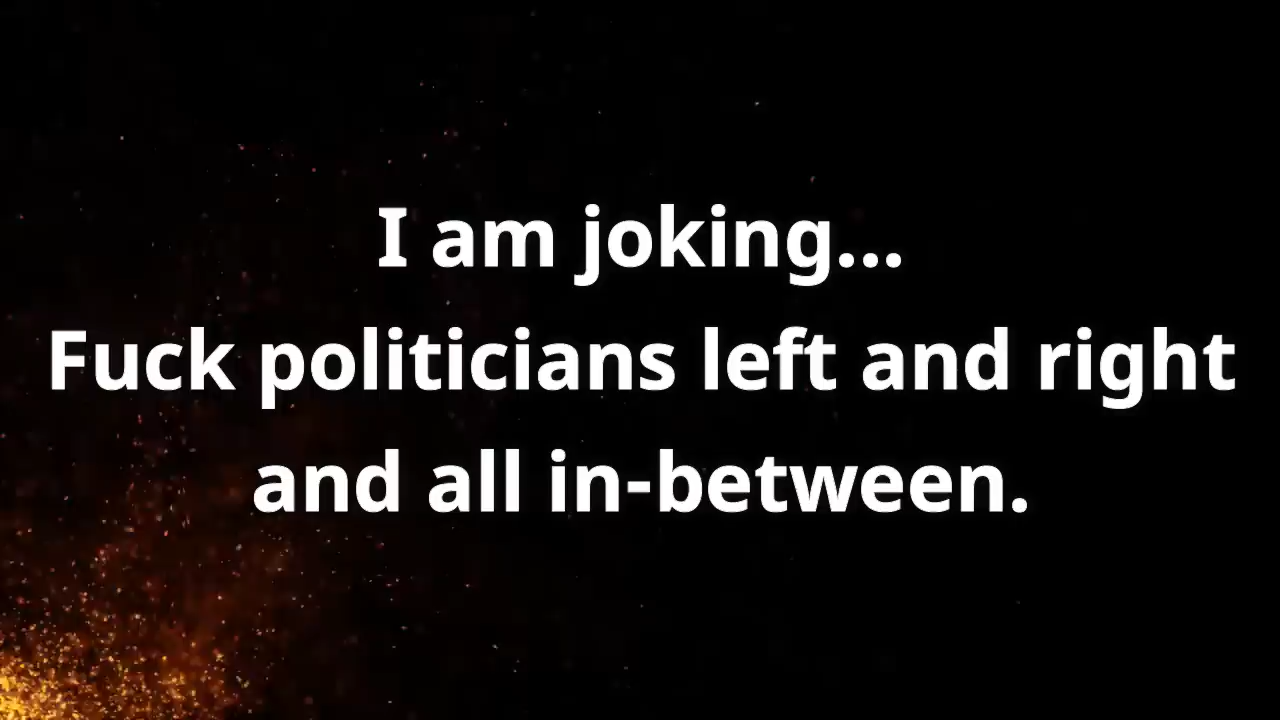 I am joking...
Fuck politicians left and right
and all in-between.